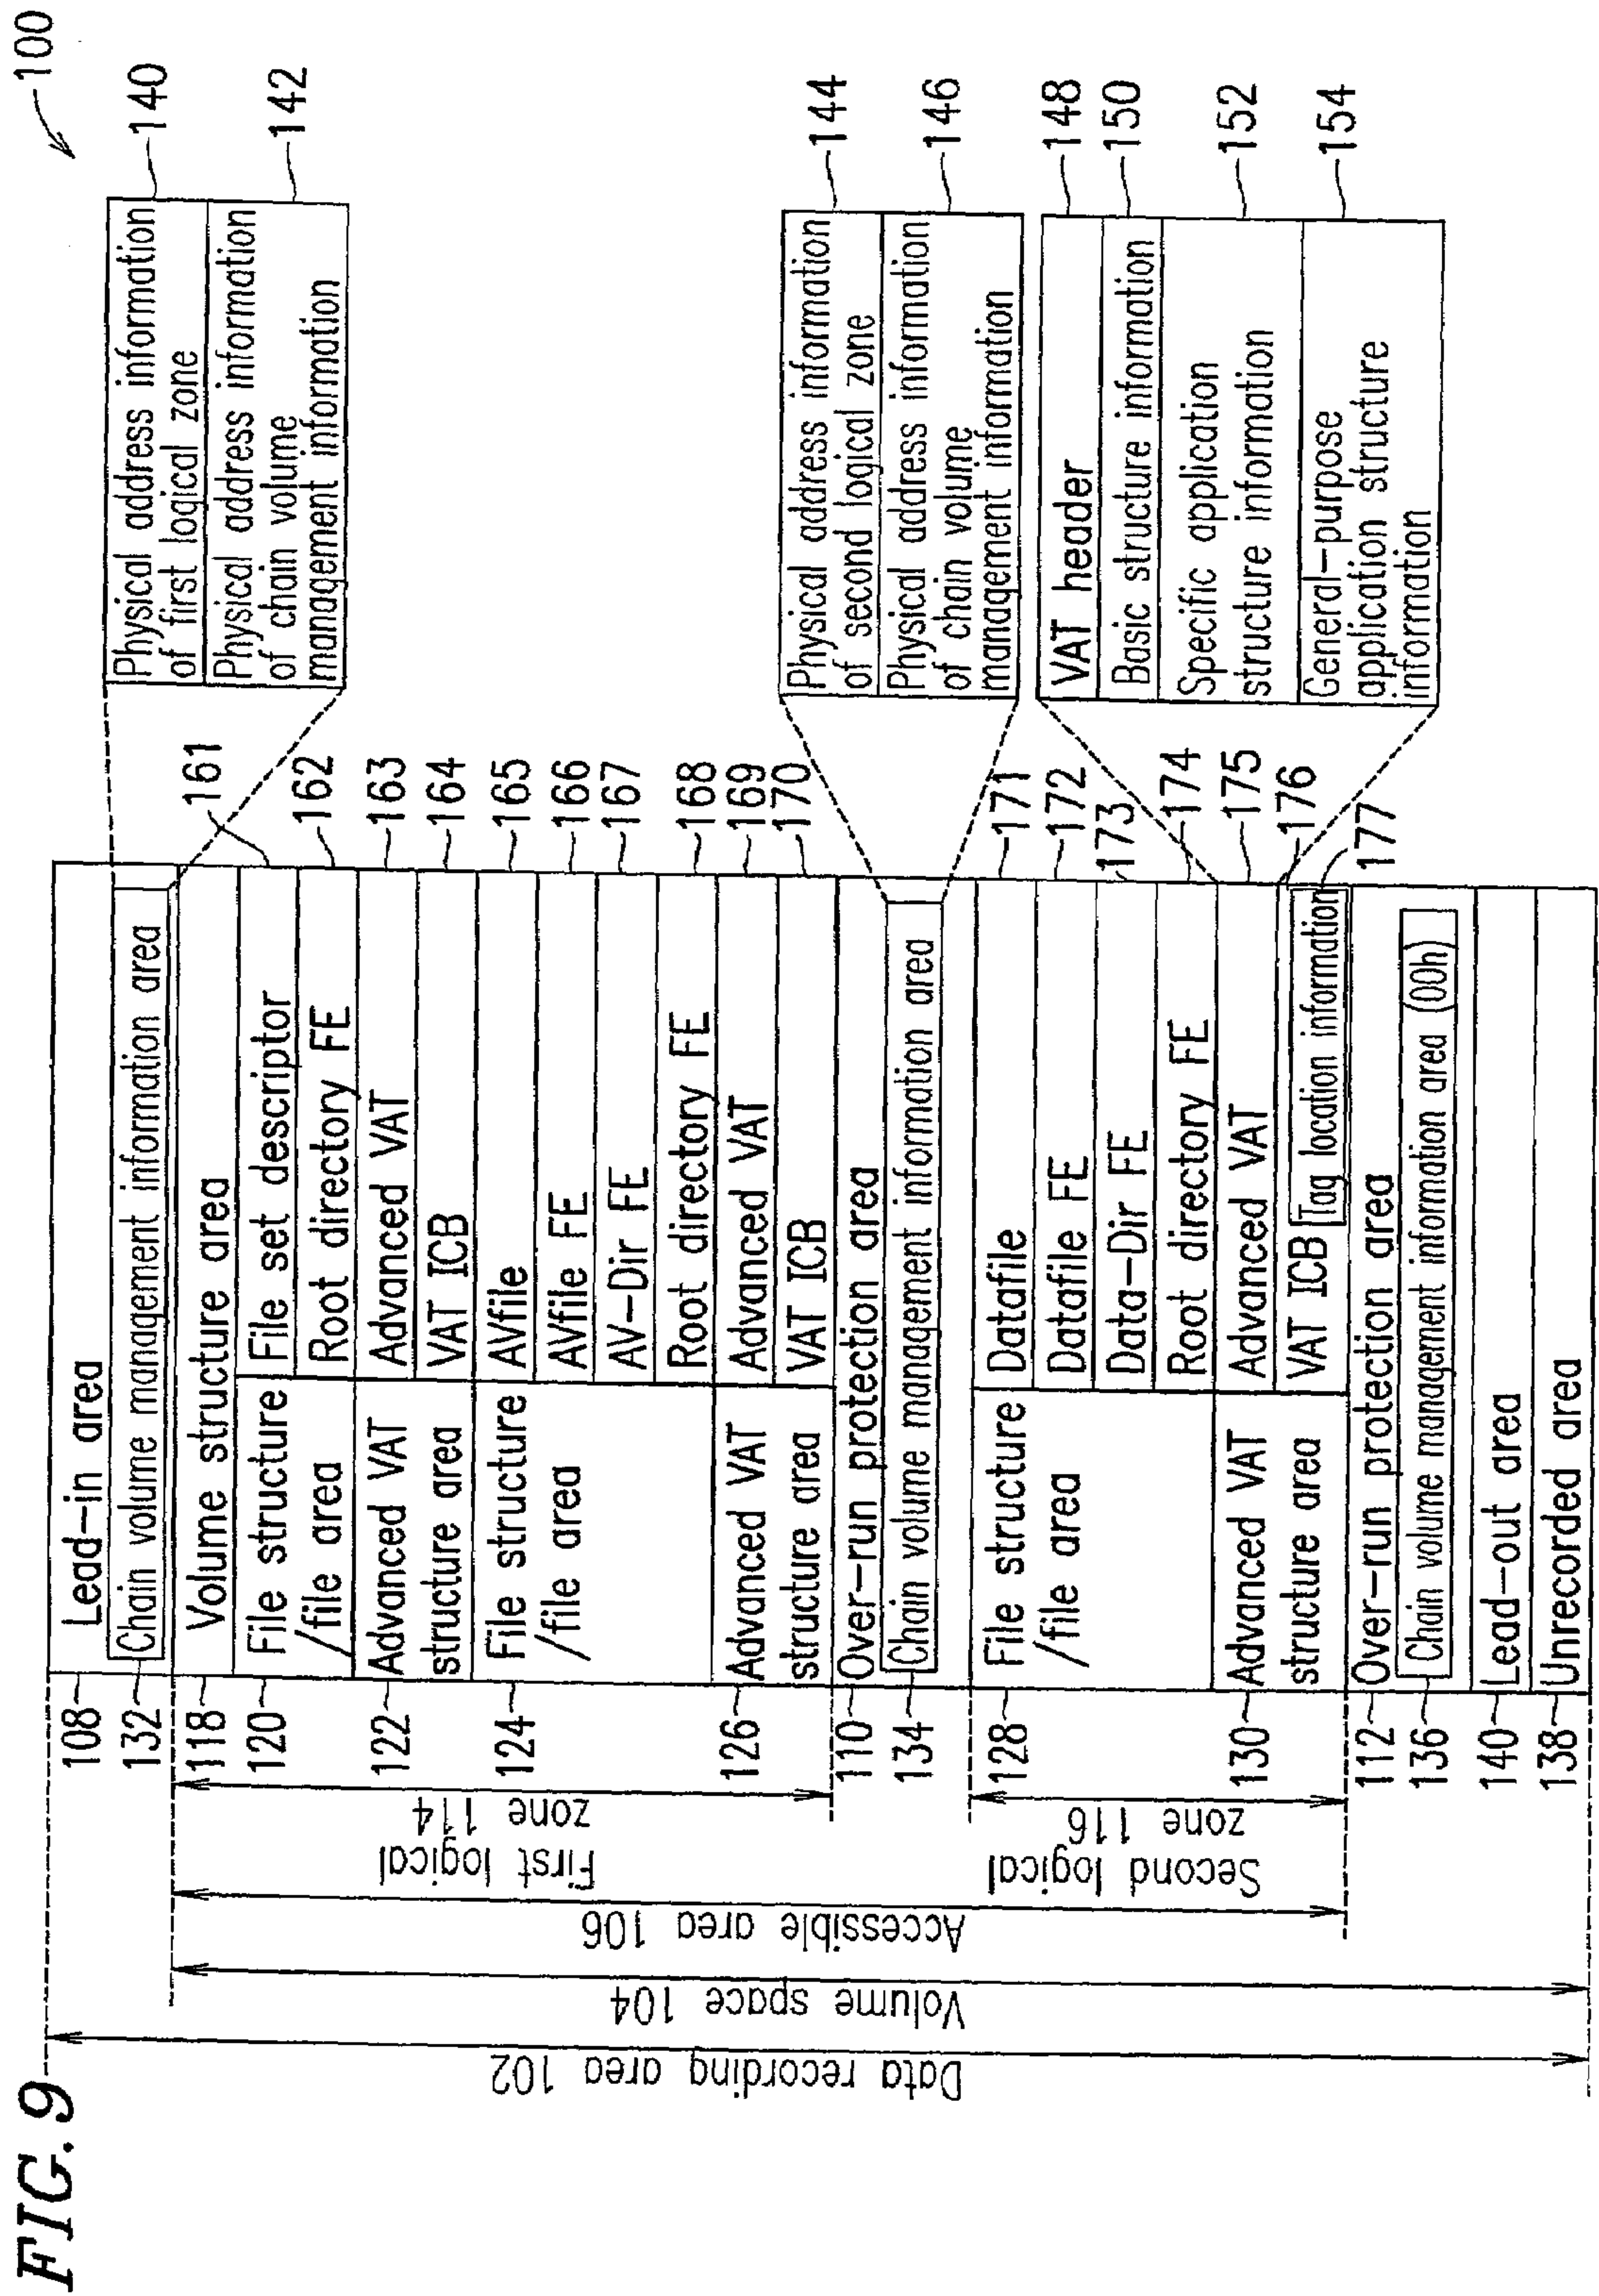 FIG. 9
100
Data recording area 102
Volume space 104
Accessible area 106
First logical
zone 114
Second logical
zone 116
108
Lead-in area
132
Chain volume management information area
118
Volume structure area
120
File structure
/file area
File set descriptor
161
Root directory FE
162
122
Advanced VAT
structure area
Advanced VAT
163
VAT ICB
164
124
File structure
/file area
AVfile
165
AVfile FE
166
AV-Dir FE
167
Root directory FE
168
126
Advanced VAT
structure area
Advanced VAT
169
VAT ICB
170
110
Over-run protection area
134
Chain volume management information area
128
File structure
/file area
Datafile
171
Datafile FE
172
Data-Dir FE
173
Root directory FE
174
130
Advanced VAT
structure area
Advanced VAT
175
VAT ICB
176
Tag location information
177
112
Over-run protection area
136
Chain volume management information area (00h)
140
Lead-out area
138
Unrecorded area
Physical address information
of first logical zone
140
Physical address information
of chain volume
management information
142
Physical address information
of second logical zone
144
Physical address information
of chain volume
management information
146
VAT header
148
Basic structure information
150
Specific application
structure information
152
General-purpose
application structure
information
154